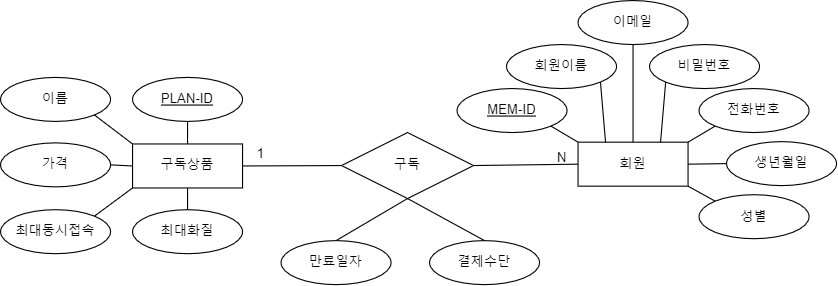 이메일
회원이름
비밀번호
이름
PLAN-ID
MEM-ID
전화번호
가격
구독상품
1
구독
N
회원
생년월일
최대동시접속
최대화질
성별
만료일자
결제수단